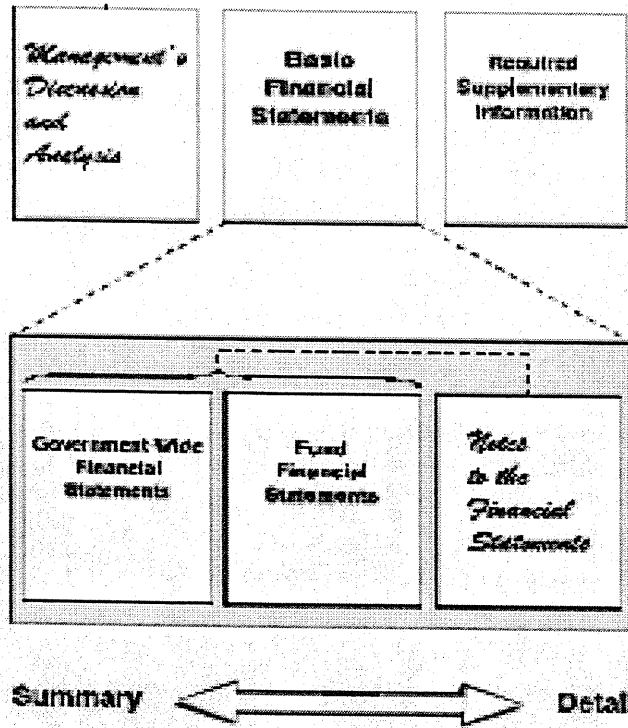 Management's
Discussion
and
Analysis
Basic
Financial
Statements
Required
Supplementary
Information
Government-Wide
Financial
Statements
Fund
Financial
Statements
Notes
to the
Financial
Statements
Summary
Detail